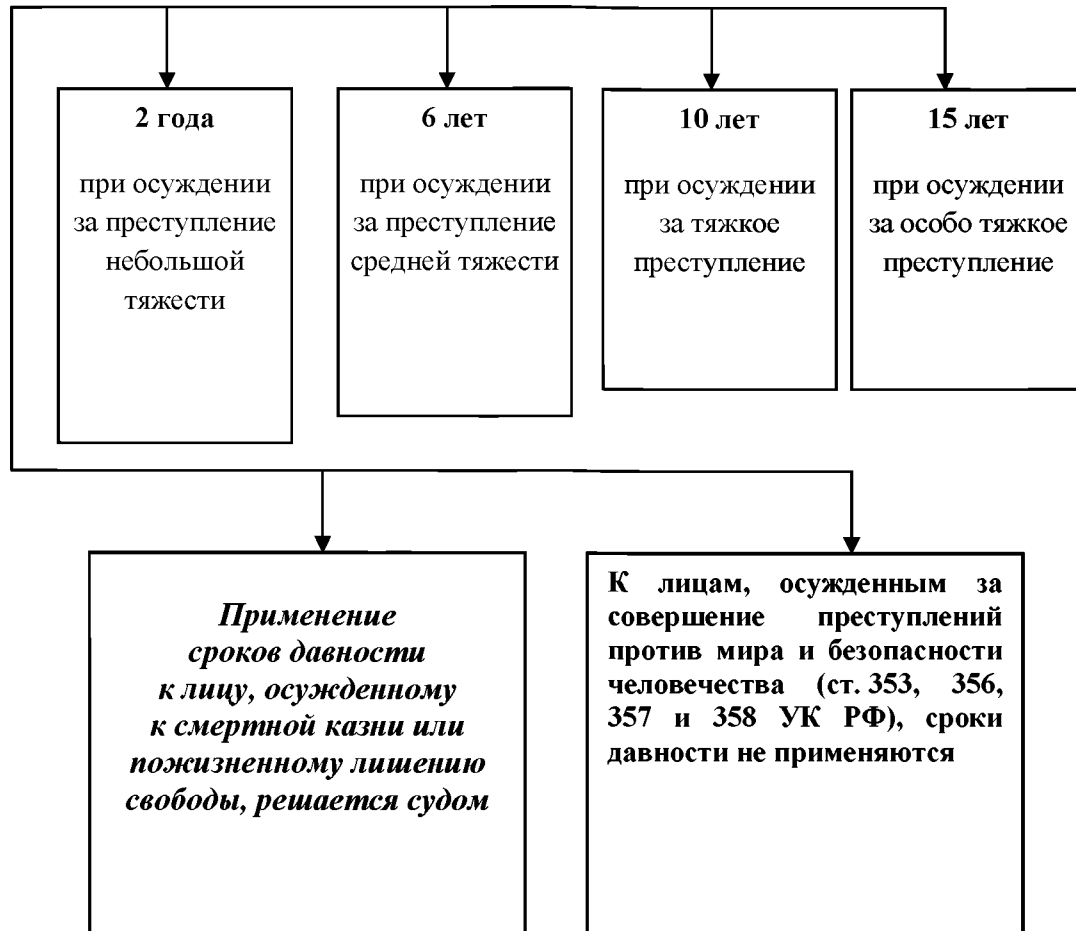 2 года
при осуждении
за преступление
небольшой
тяжести
6 лет
при осуждении
за преступление
средней тяжести
10 лет
при осуждении
за тяжкое
преступление
15 лет
при осуждении
за особо тяжкое
преступление
Применение
сроков давности
к лицу, осужденному
к смертной казни или
пожизненному лишению
свободы, решается судом
К лицам, осужденным за
совершение преступлений
против мира и безопасности
человечества (ст. 353, 356,
357 и 358 УК РФ), сроки
давности не применяются